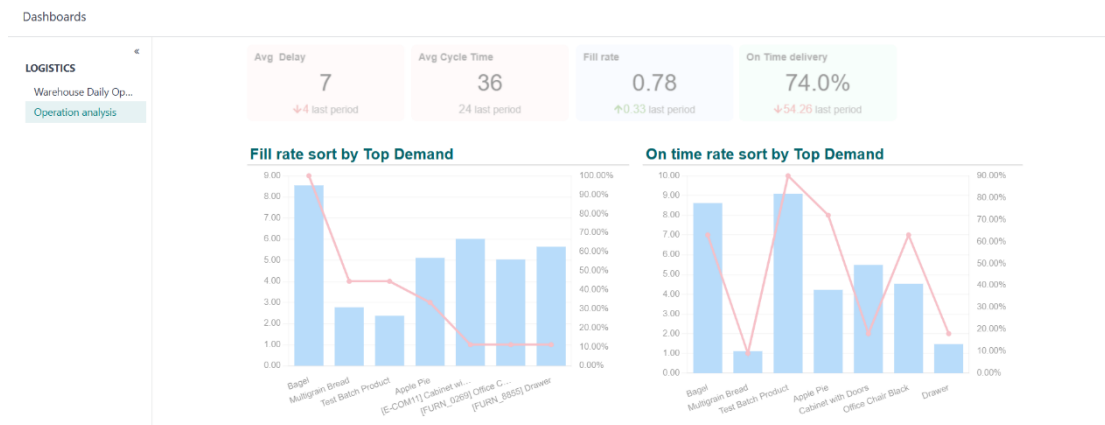 Dashboards
«
LOGISTICS
Warehouse Daily Op...
Operation analysis
Avg Delay
7
↓4 last period
Avg Cycle Time
36
24 last period
Fill rate
0.78
↑0.33 last period
On Time delivery
74.0%
↓54.26 last period
Fill rate sort by Top Demand
9.00
8.00
7.00
6.00
5.00
4.00
3.00
2.00
1.00
0.00
100.00%
90.00%
80.00%
70.00%
60.00%
50.00%
40.00%
30.00%
20.00%
10.00%
0.00%
Bagel
Multigrain Bread
Test Batch Product
Apple Pie
[E-COM11] Cabinet wi...
[FURN_0269] Office C...
[FURN_8855] Drawer
On time rate sort by Top Demand
10.00
9.00
8.00
7.00
6.00
5.00
4.00
3.00
2.00
1.00
0.00
90.00%
80.00%
70.00%
60.00%
50.00%
40.00%
30.00%
20.00%
10.00%
0.00%
Bagel
Multigrain Bread
Test Batch Product
Apple Pie
Cabinet with Doors
Office Chair Black
Drawer